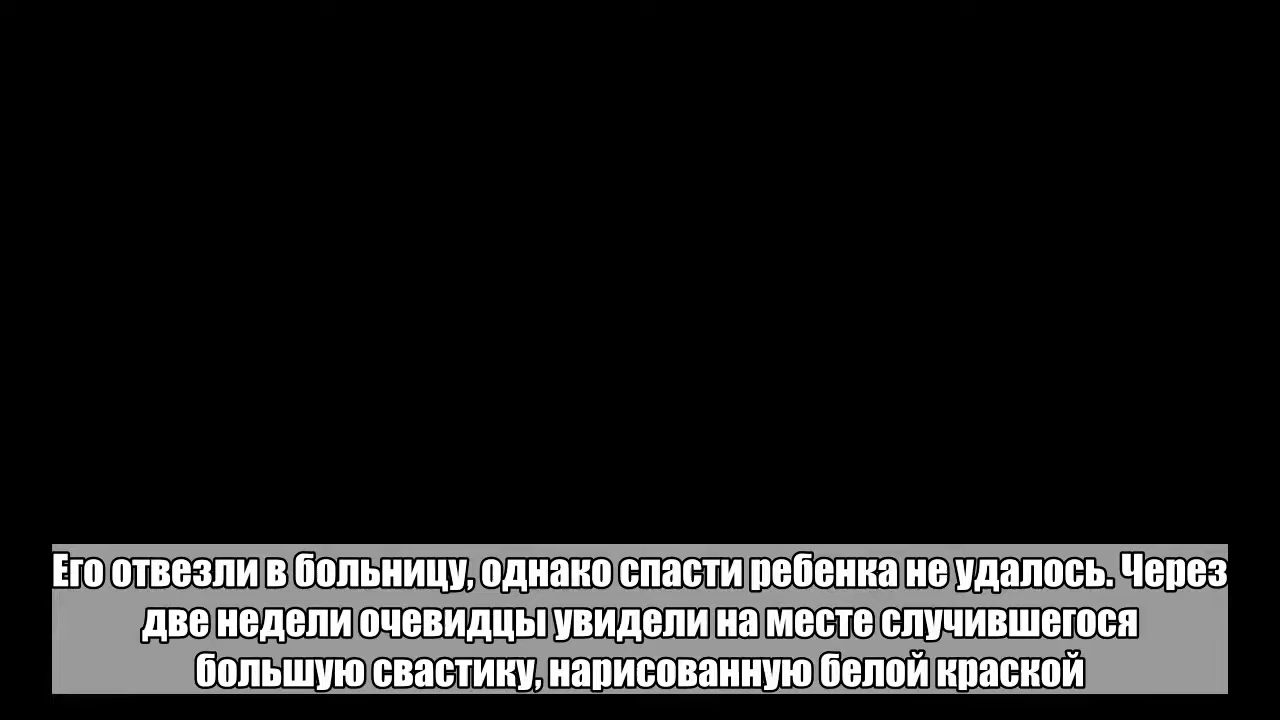 Его отвезли в больницу, однако спасти ребенка не удалось. Через
две недели очевидцы увидели на месте случившегося
большую свастику, нарисованную белой краской